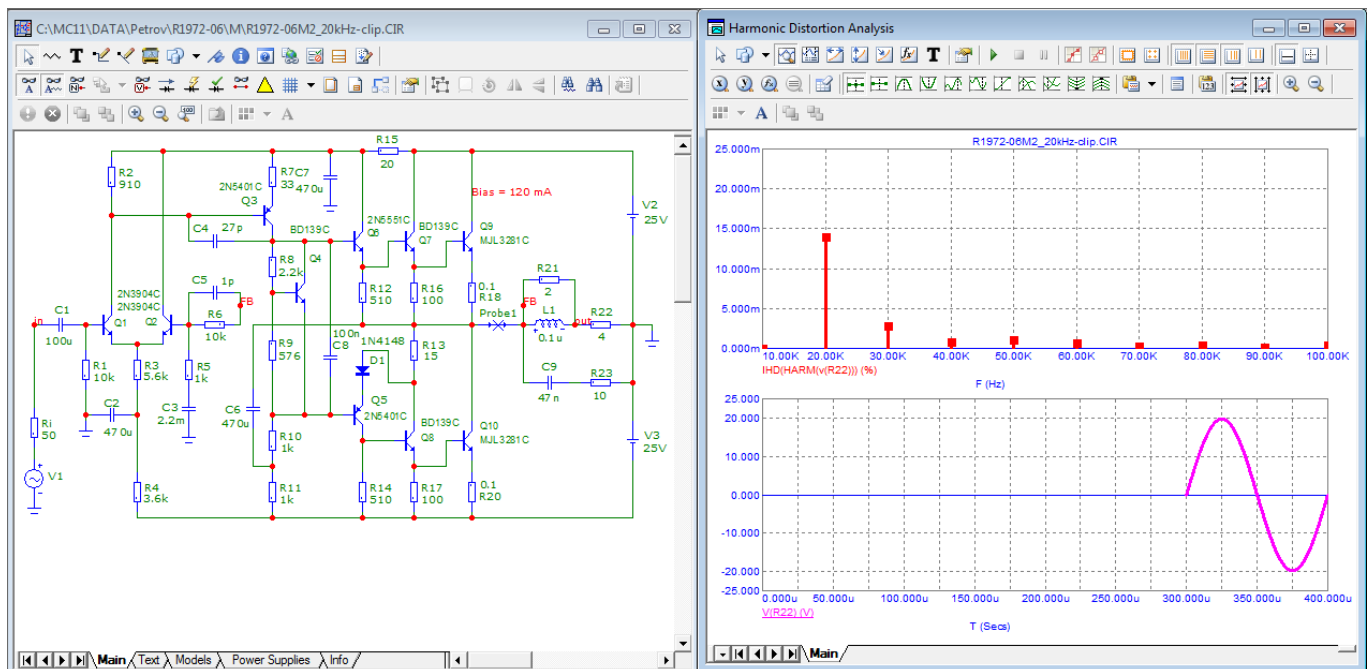 C:\MC11\DATA\Petrov\R1972-06\M\R1972-06M2_20kHz-clip.CIR
R15
20
R2
910
R7
33
C7
470u
Bias = 120 mA
2N5401C
Q3
V2
25V
C4
27p
BD139C
2N5551C
Q6
BD139C
Q7
Q9
MJL3281C
R8
2.2k
Q4
C5
1p
FB
R21
2
2N3904C
2N3904C
R12
510
R16
100
0.1
R18
FB
in
C1
100u
Q1
Q2
R6
10k
Probe1
L1
0.1u
out
R22
4
100n
C8
1N4148
R9
576
D1
R13
15
R1
10k
R3
5.6k
R5
1k
C9
47n
R23
10
C2
470u
C3
2.2m
C6
470u
Q5
2N5401C
BD139C
Q8
Q10
MJL3281C
Ri
50
R10
1k
V3
25V
V1
R4
3.6k
R11
1k
R14
510
R17
100
0.1
R20
Main
Text
Models
Power Supplies
Info
Harmonic Distortion Analysis
R1972-06M2_20kHz-clip.CIR
25.000m
20.000m
15.000m
10.000m
5.000m
0.000m
10.00K 20.00K 30.00K 40.00K 50.00K 60.00K 70.00K 80.00K 90.00K 100.00K
IHD(HARM(v(R22))) (%)
F (Hz)
25.000
20.000
10.000
0.000
-10.000
-20.000
-25.000
0.000u 50.000u 100.000u 150.000u 200.000u 250.000u 300.000u 350.000u 400.000u
V(R22) (V)
T (Secs)
Main